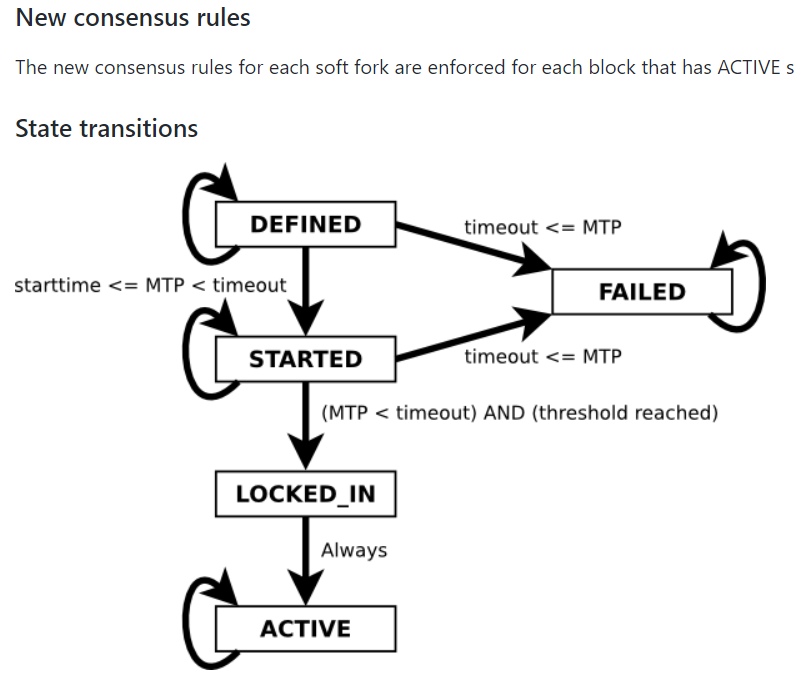 New consensus rules
The new consensus rules for each soft fork are enforced for each block that has ACTIVE s
State transitions
DEFINED
timeout <= MTP
starttime <= MTP < timeout
FAILED
STARTED
timeout <= MTP
(MTP < timeout) AND (threshold reached)
LOCKED_IN
Always
ACTIVE